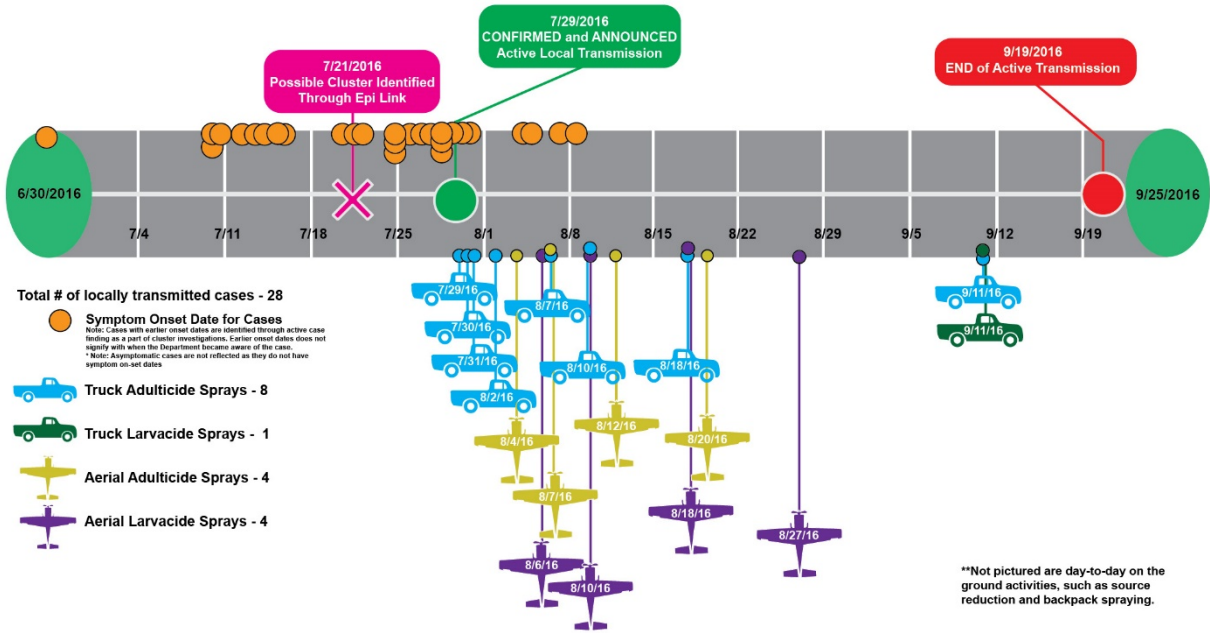 7/21/2016
Possible Cluster Identified
Through Epi Link
7/29/2016
CONFIRMED and ANNOUNCED
Active Local Transmission
9/19/2016
END of Active Transmission
6/30/2016
9/25/2016
7/4
7/11
7/18
7/25
8/1
8/8
8/15
8/22
8/29
9/5
9/12
9/19
Total # of locally transmitted cases - 28
Symptom Onset Date for Cases
Note: Cases with earlier onset dates are identified through active case
finding as a part of cluster investigations. Earlier onset dates does not
signify with when the Department became aware of the case.
* Note: Asymptomatic cases are not reflected as they do not have
symptom on-set dates
Truck Adulticide Sprays - 8
Truck Larvacide Sprays - 1
Aerial Adulticide Sprays - 4
Aerial Larvacide Sprays - 4
7/29/16
7/30/16
7/31/16
8/2/16
8/7/16
8/10/16
8/18/16
9/11/16
9/11/16
8/4/16
8/7/16
8/12/16
8/20/16
8/6/16
8/10/16
8/18/16
8/27/16
**Not pictured are day-to-day on the
ground activities, such as source
reduction and backpack spraying.